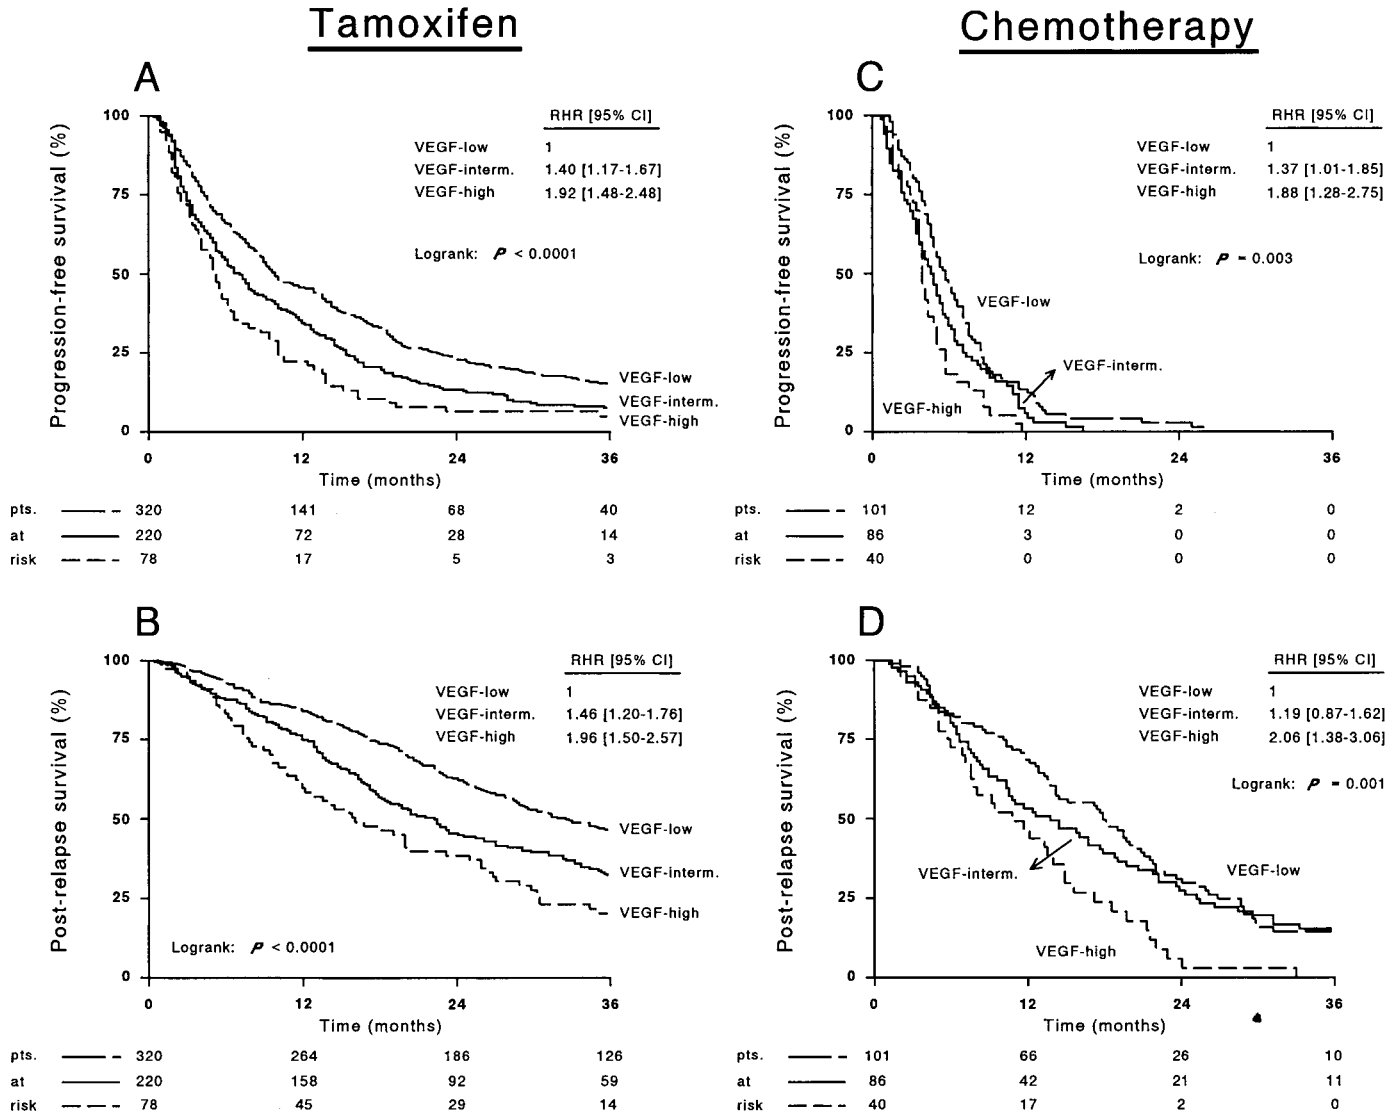 Tamoxifen
Chemotherapy
A
Progression-free survival (%)
100
75
50
25
0
RHR [95% CI]
VEGF-low 1
VEGF-interm. 1.40 [1.17-1.67]
VEGF-high 1.92 [1.48-2.48]
Logrank: P < 0.0001
VEGF-low
VEGF-interm.
VEGF-high
0 12 24 36
Time (months)
pts. 320 141 68 40
at 220 72 28 14
risk 78 17 5 3
C
Progression-free survival (%)
100
75
50
25
0
RHR [95% CI]
VEGF-low 1
VEGF-interm. 1.37 [1.01-1.85]
VEGF-high 1.88 [1.28-2.75]
Logrank: P = 0.003
VEGF-low
VEGF-interm.
VEGF-high
0 12 24 36
Time (months)
pts. 101 12 2 0
at 86 3 0 0
risk 40 0 0 0
B
Post-relapse survival (%)
100
75
50
25
0
RHR [95% CI]
VEGF-low 1
VEGF-interm. 1.46 [1.20-1.76]
VEGF-high 1.96 [1.50-2.57]
VEGF-low
VEGF-interm.
VEGF-high
Logrank: P < 0.0001
0 12 24 36
Time (months)
pts. 320 264 186 126
at 220 158 92 59
risk 78 45 29 14
D
Post-relapse survival (%)
100
75
50
25
0
RHR [95% CI]
VEGF-low 1
VEGF-interm. 1.19 [0.87-1.62]
VEGF-high 2.06 [1.38-3.06]
Logrank: P = 0.001
VEGF-interm.
VEGF-low
VEGF-high
0 12 24 36
Time (months)
pts. 101 66 26 10
at 86 42 21 11
risk 40 17 2 0